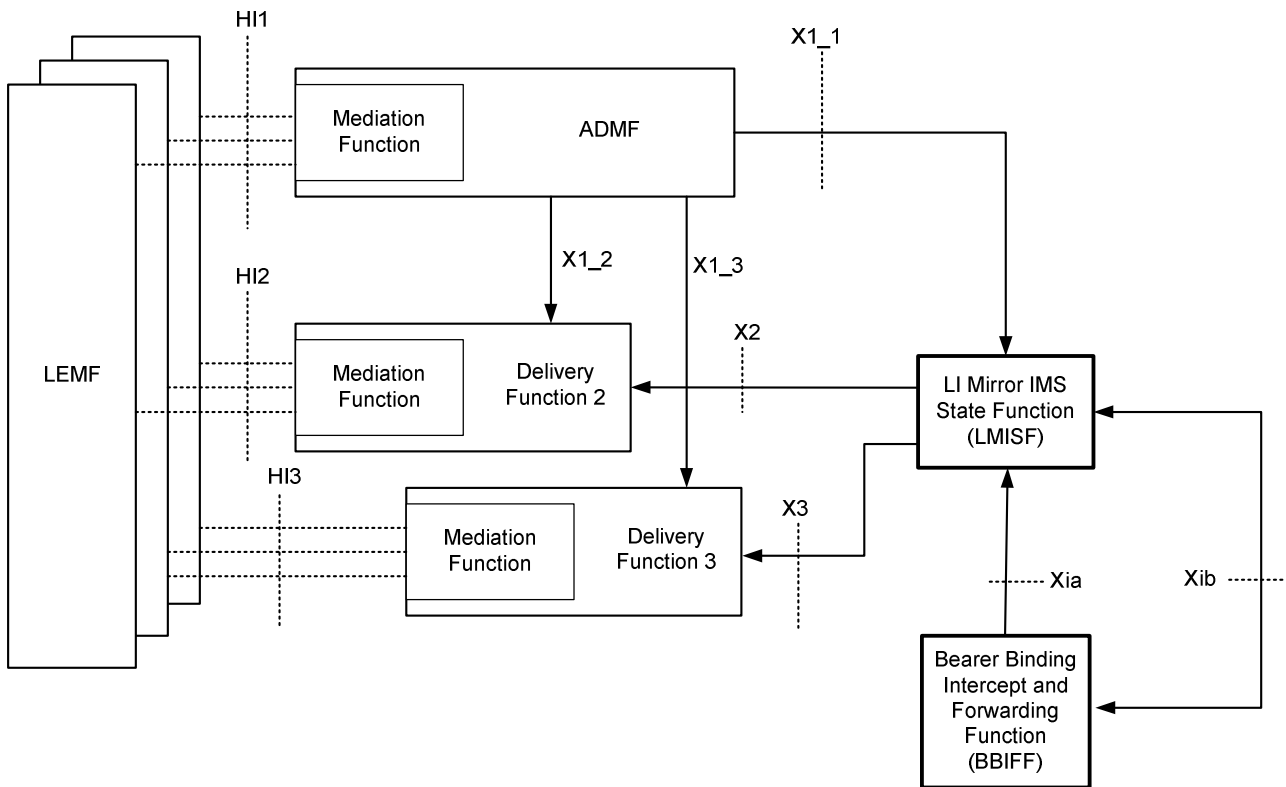 HI1
X1_1
Mediation
Function
ADMF
X1_2
X1_3
HI2
X2
LEMF
Mediation
Function
Delivery
Function 2
LI Mirror IMS
State Function
(LMISF)
HI3
X3
Mediation
Function
Delivery
Function 3
Xia
Xib
Bearer Binding
Intercept and
Forwarding
Function
(BBIFF)